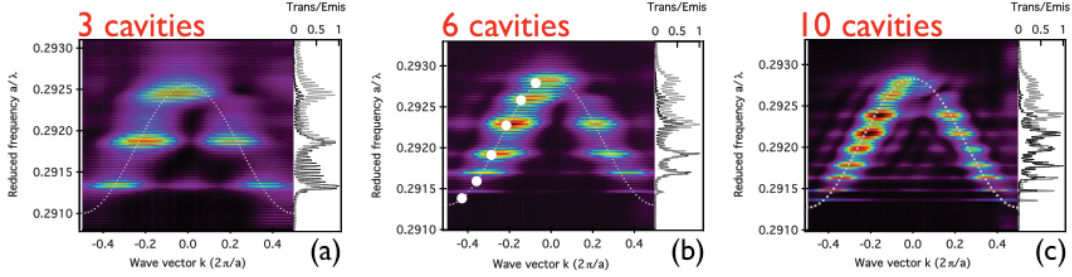 3 cavities
Trans/Emis
0 0.5 1
Reduced frequency a/λ
0.2930
0.2925
0.2920
0.2915
0.2910
-0.4 -0.2 0.0 0.2 0.4
Wave vector k (2π/a)
(a)
6 cavities
Trans/Emis
0 0.5 1
Reduced frequency a/λ
0.2930
0.2925
0.2920
0.2915
0.2910
-0.4 -0.2 0.0 0.2 0.4
Wave vector k (2π/a)
(b)
10 cavities
Trans/Emis
0 0.5 1
Reduced frequency a/λ
0.2930
0.2925
0.2920
0.2915
0.2910
-0.4 -0.2 0.0 0.2 0.4
Wave vector k (2π/a)
(c)